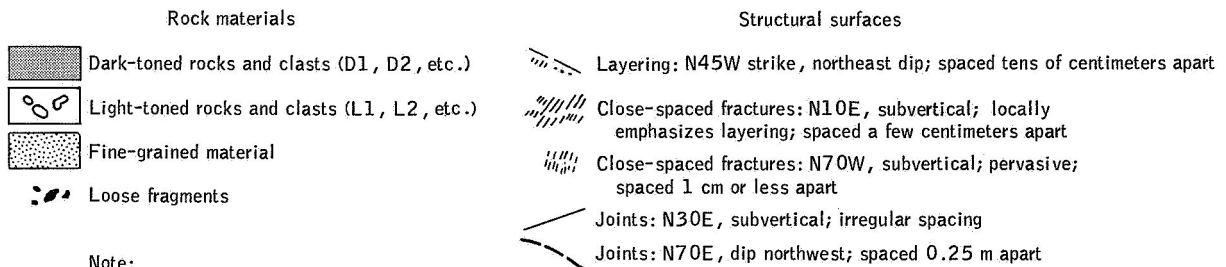 Rock materials
Dark-toned rocks and clasts (D1, D2, etc.)
Light-toned rocks and clasts (L1, L2, etc.)
Fine-grained material
Loose fragments
Note:
Structural surfaces
Layering: N45W strike, northeast dip; spaced tens of centimeters apart
Close-spaced fractures: N10E, subvertical; locally
emphasizes layering; spaced a few centimeters apart
Close-spaced fractures: N70W, subvertical; pervasive;
spaced 1 cm or less apart
Joints: N30E, subvertical; irregular spacing
Joints: N70E, dip northwest; spaced 0.25 m apart